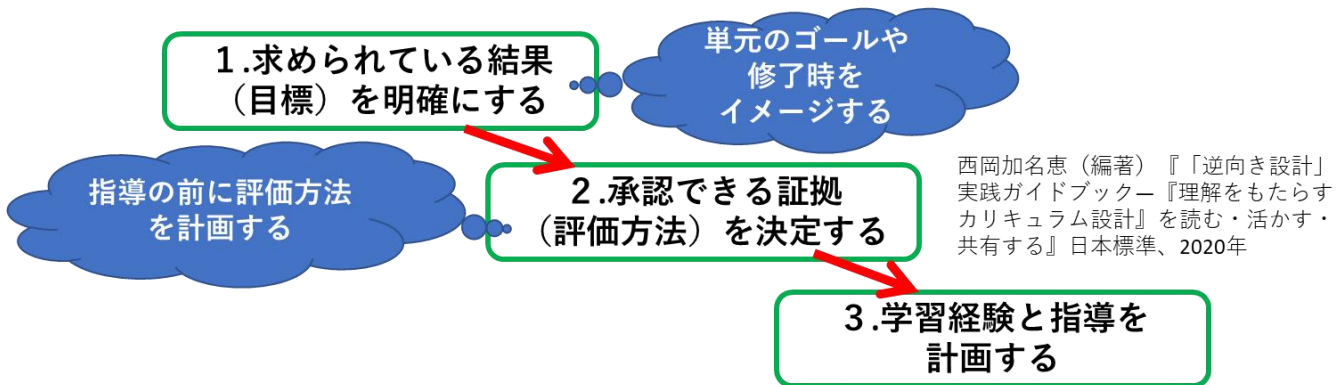 １.求められている結果
（目標）を明確にする
単元のゴールや
修了時を
イメージする
指導の前に評価方法
を計画する
２.承認できる証拠
（評価方法）を決定する
西岡加名恵（編著）『「逆向き設計」
実践ガイドブック―『理解をもたらす
カリキュラム設計』を読む・活かす・
共有する』日本標準、2020年
３.学習経験と指導を
計画する